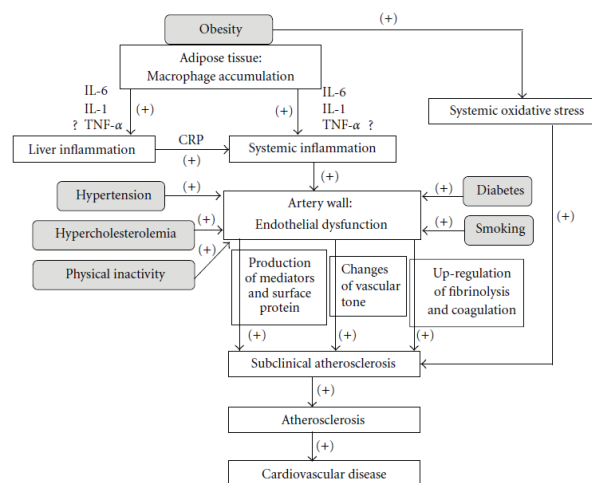 Obesity
(+)
Adipose tissue:
Macrophage accumulation
IL-6
IL-1
? TNF-α
(+)
(+)
IL-6
IL-1
TNF-α ?
Systemic oxidative stress
Liver inflammation
CRP
(+)
Systemic inflammation
(+)
Hypertension
(+)
Artery wall:
Endothelial dysfunction
(+)
Diabetes
Hypercholesterolemia
(+)
(+)
Smoking
(+)
Physical inactivity
(+)
Production
of mediators
and surface
protein
Changes
of vascular
tone
Up-regulation
of fibrinolysis
and coagulation
(+)
(+)
(+)
Subclinical atherosclerosis
(+)
Atherosclerosis
(+)
Cardiovascular disease